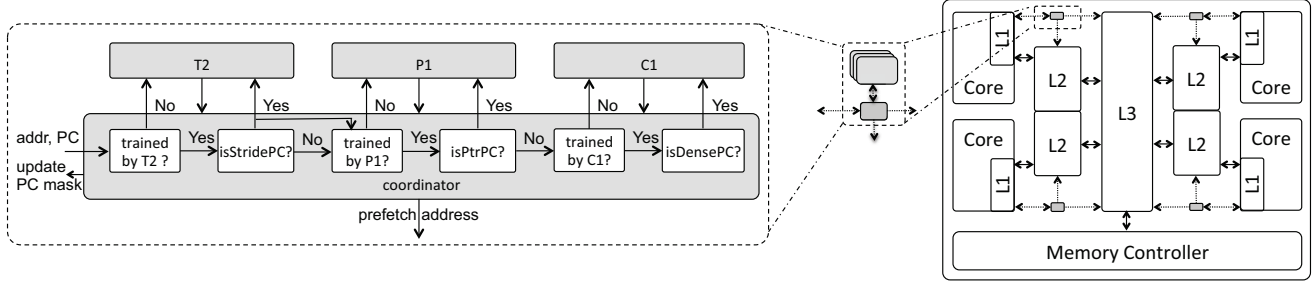 T2
P1
C1
No
Yes
No
Yes
No
Yes
addr, PC
trained
by T2 ?
Yes
isStridePC?
No
trained
by P1?
Yes
isPtrPC?
No
trained
by C1?
Yes
isDensePC?
update
PC mask
coordinator
prefetch address
Core
L1
L2
L3
L2
L1
Core
Core
L1
L2
L2
L1
Core
Memory Controller